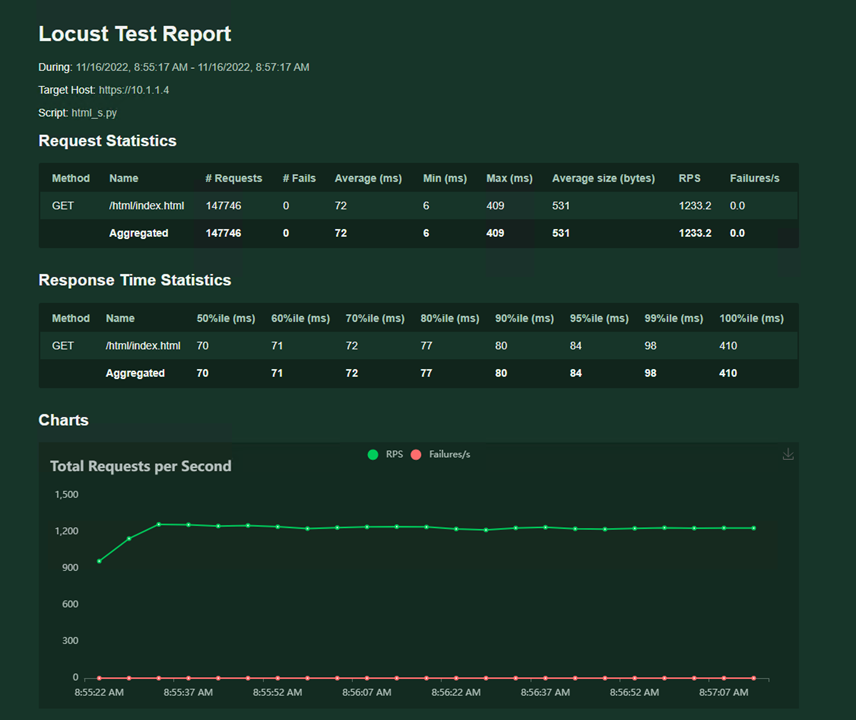 Locust Test Report
During: 11/16/2022, 8:55:17 AM - 11/16/2022, 8:57:17 AM
Target Host: https://10.1.1.4
Script: html_s.py
Request Statistics
Method Name # Requests # Fails Average (ms) Min (ms) Max (ms) Average size (bytes) RPS Failures/s
GET /html/index.html 147746 0 72 6 409 531 1233.2 0.0
Aggregated 147746 0 72 6 409 531 1233.2 0.0
Response Time Statistics
Method Name 50%ile (ms) 60%ile (ms) 70%ile (ms) 80%ile (ms) 90%ile (ms) 95%ile (ms) 99%ile (ms) 100%ile (ms)
GET /html/index.html 70 71 72 77 80 84 98 410
Aggregated 70 71 72 77 80 84 98 410
Charts
RPS Failures/s
Total Requests per Second
1,500
1,200
900
600
300
0
8:55:22 AM 8:55:37 AM 8:55:52 AM 8:56:07 AM 8:56:22 AM 8:56:37 AM 8:56:52 AM 8:57:07 AM